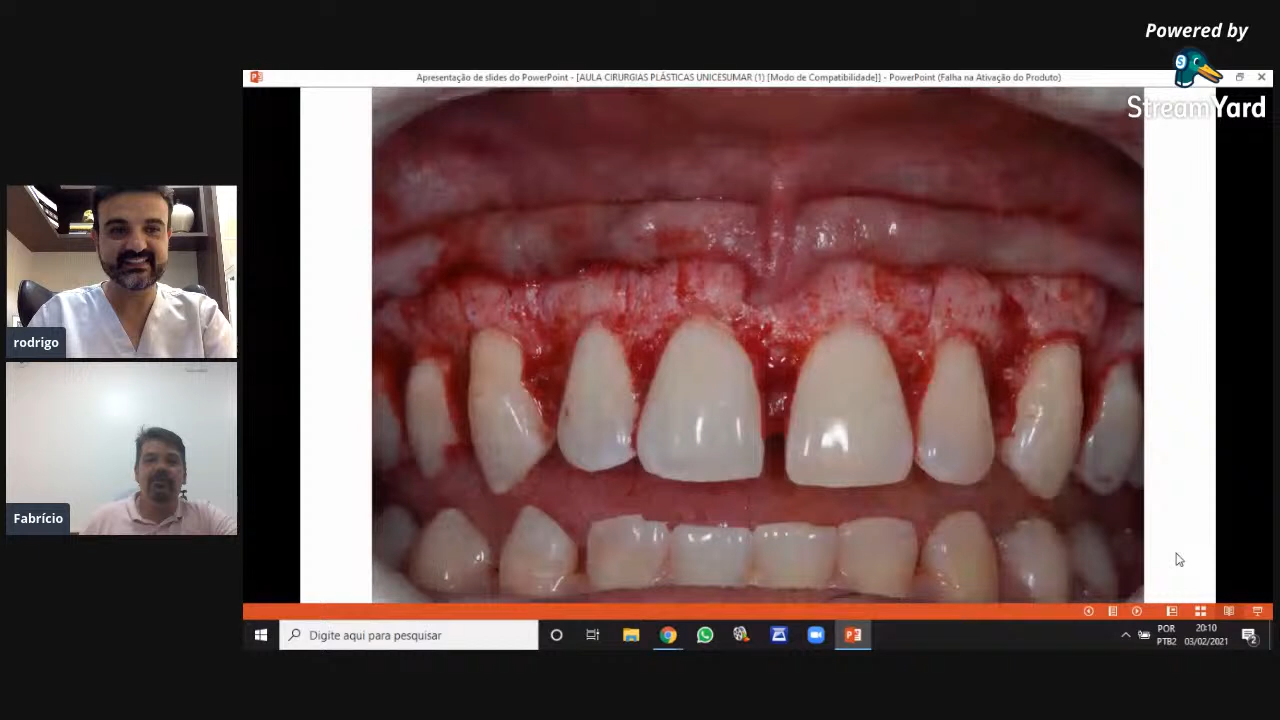 Powered by
StreamYard
Apresentação de slides do PowerPoint - [AULA CIRURGIAS PLÁSTICAS UNICESUMAR (1) [Modo de Compatibilidade]] - PowerPoint (Falha na Ativação do Produto)
rodrigo
Fabrício
Digite aqui para pesquisar
POR
PTB2
20:10
03/02/2021
2